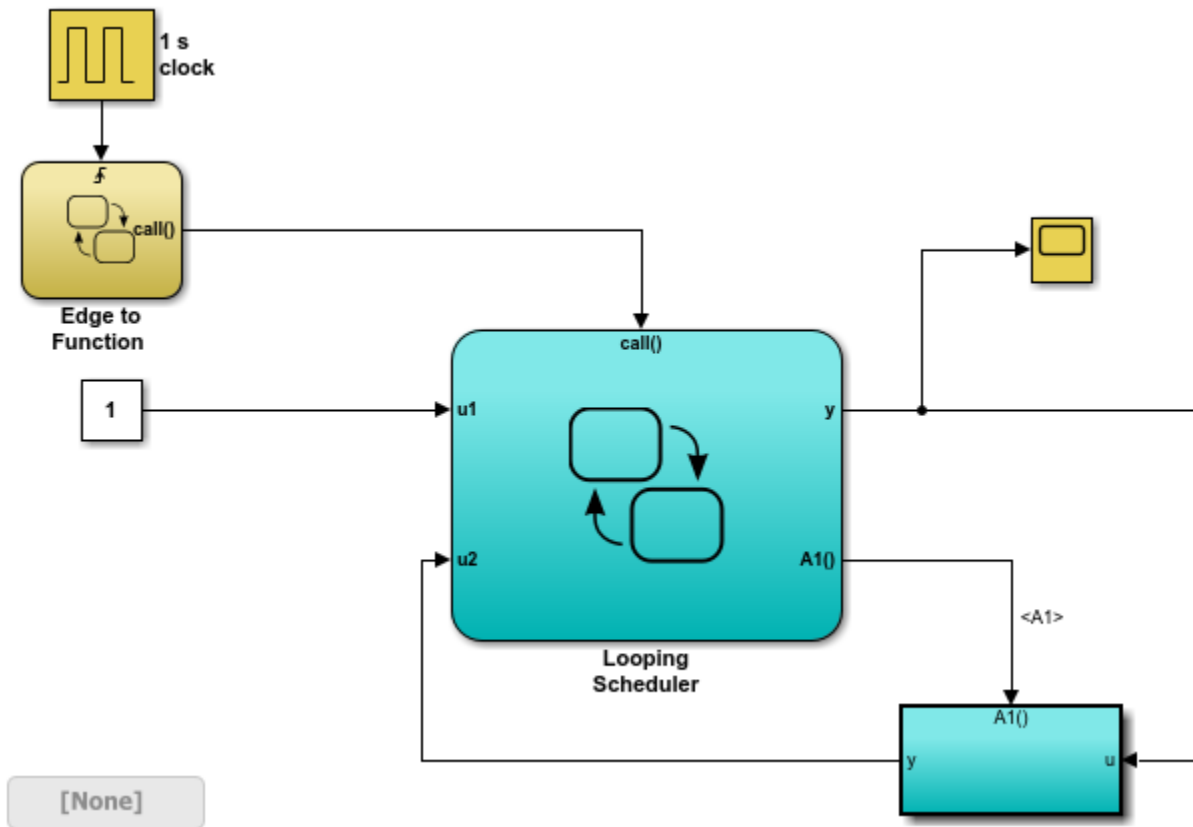 1 s
clock
call()
Edge to
Function
call()
1
u1
y
u2
A1()
<A1>
Looping
Scheduler
A1()
y
u
[None]